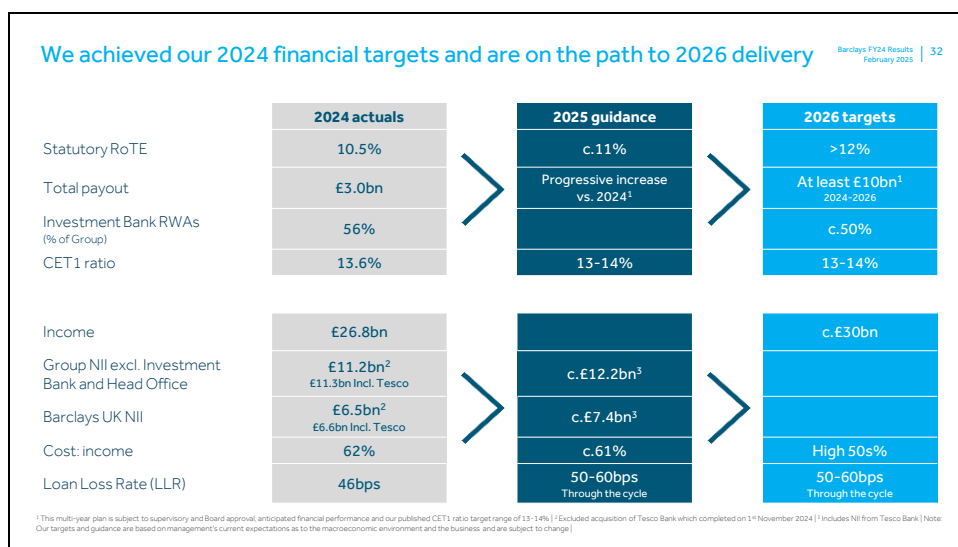 We achieved our 2024 financial targets and are on the path to 2026 delivery
Barclays FY24 Results
February 2025
32
2024 actuals
2025 guidance
2026 targets
Statutory RoTE
10.5%
c.11%
>12%
Total payout
£3.0bn
Progressive increase
vs. 2024¹
At least £10bn¹
2024-2026
Investment Bank RWAs
(% of Group)
56%
c.50%
CET1 ratio
13.6%
13-14%
13-14%
Income
£26.8bn
c.£30bn
Group NII excl. Investment
Bank and Head Office
£11.2bn²
£11.3bn Incl. Tesco
c.£12.2bn³
Barclays UK NII
£6.5bn²
£6.6bn Incl. Tesco
c.£7.4bn³
Cost: income
62%
c.61%
High 50s%
Loan Loss Rate (LLR)
46bps
50-60bps
Through the cycle
50-60bps
Through the cycle
¹ This multi-year plan is subject to supervisory and Board approval, anticipated financial performance and our published CET1 ratio target range of 13-14% | ² Excluded acquisition of Tesco Bank which completed on 1st November 2024 | ³ Includes NII from Tesco Bank | Note:
Our targets and guidance are based on management's current expectations as to the macroeconomic environment and the business and are subject to change |